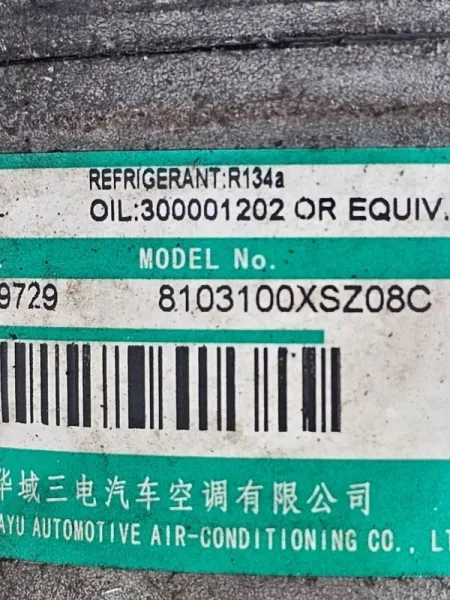 REFRIGERANT:R134a
OIL:300001202 OR EQUIV.
MODEL No.
9729 8103100XSZ08C
华域三电汽车空调有限公司
AYU AUTOMOTIVE AIR-CONDITIONING CO., LT